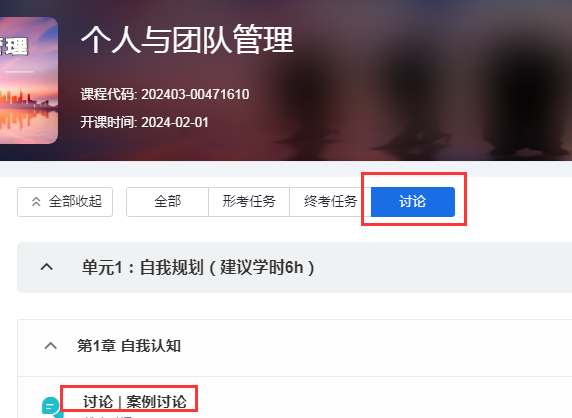 管理
个人与团队管理
课程代码: 202403-00471610
开课时间: 2024-02-01
全部收起 全部 形考任务 终考任务 讨论
单元1：自我规划（建议学时6h）
第1章 自我认知
讨论 | 案例讨论